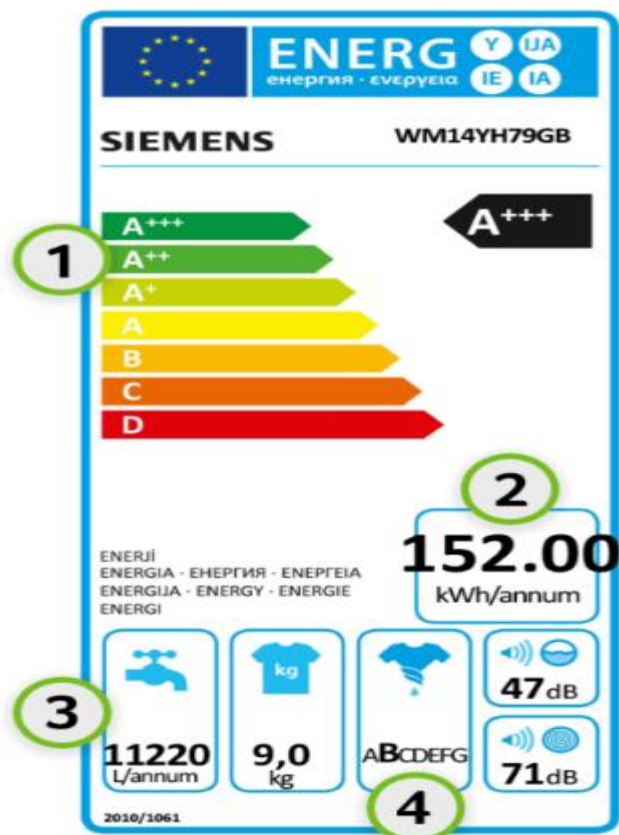 ENERG Y IJA
енергия · ενεργεια IE IA
SIEMENS WM14YH79GB
A+++
A+++
1
A++
A+
A
B
C
D
2
152.00
kWh/annum
ENERJİ
ENERGIA · ЕНЕРГИЯ · ΕΝΕΡΓΕΙΑ
ENERGIJA · ENERGY · ENERGIE
ENERGI
3
11220
L/annum
kg
9,0
kg
ABCDEFG
4
47dB
71dB
2010/1061